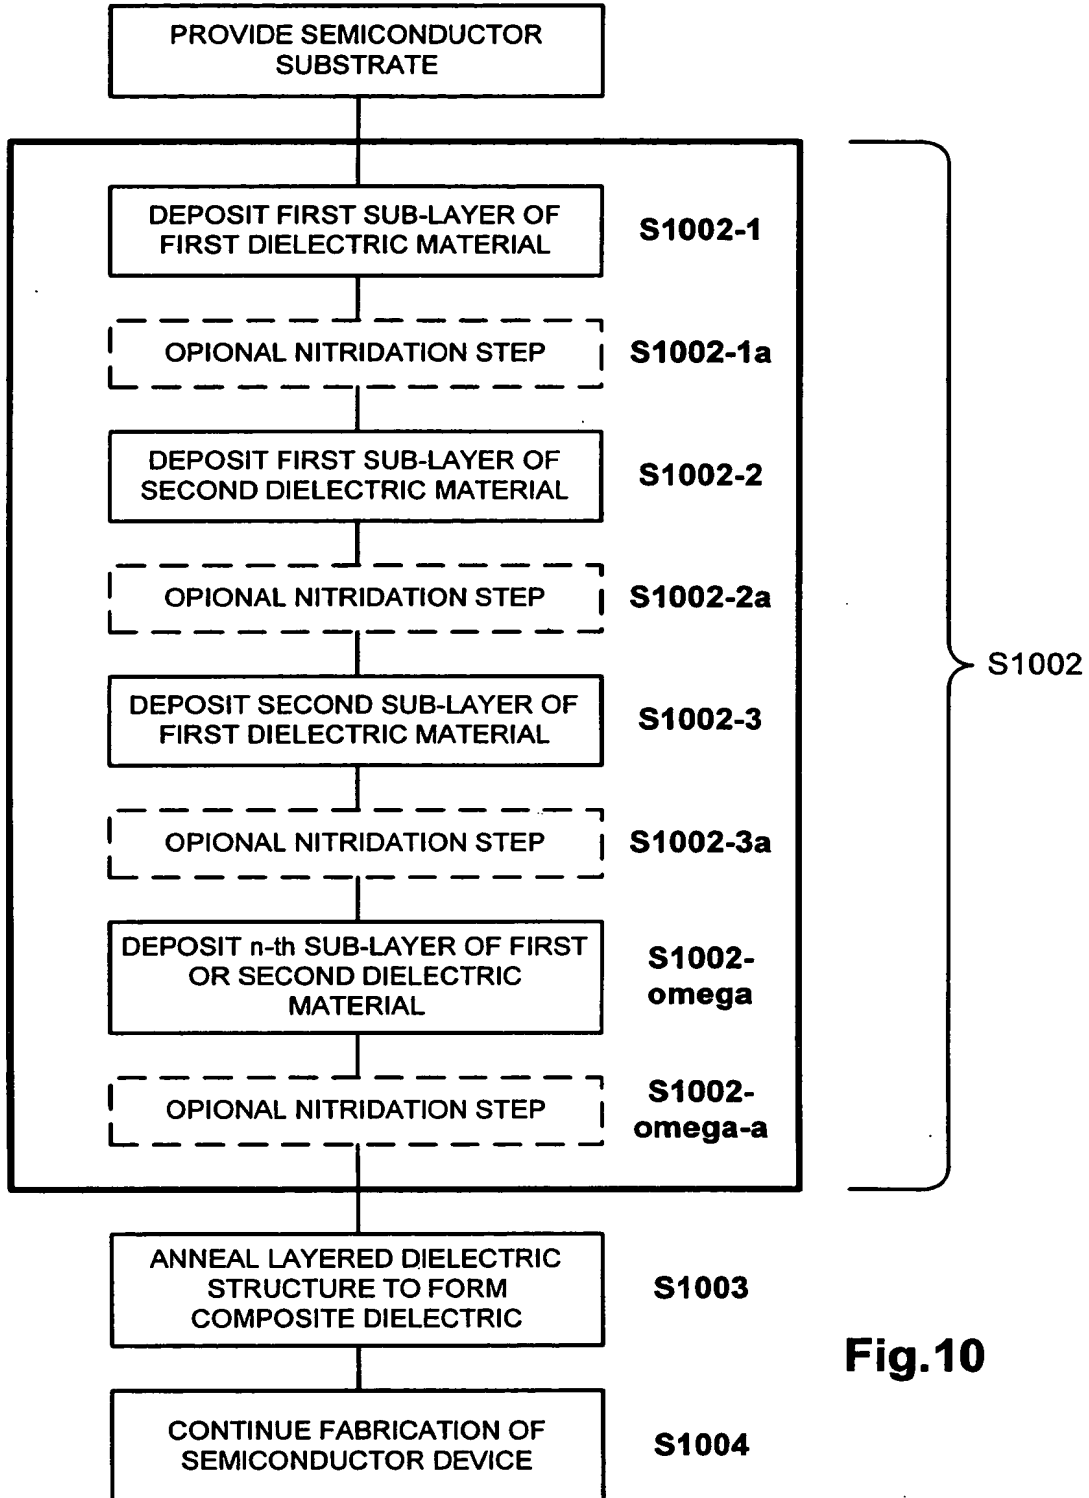 PROVIDE SEMICONDUCTOR
SUBSTRATE
DEPOSIT FIRST SUB-LAYER OF
FIRST DIELECTRIC MATERIAL
S1002-1
OPIONAL NITRIDATION STEP
S1002-1a
DEPOSIT FIRST SUB-LAYER OF
SECOND DIELECTRIC MATERIAL
S1002-2
OPIONAL NITRIDATION STEP
S1002-2a
S1002
DEPOSIT SECOND SUB-LAYER OF
FIRST DIELECTRIC MATERIAL
S1002-3
OPIONAL NITRIDATION STEP
S1002-3a
DEPOSIT n-th SUB-LAYER OF FIRST
OR SECOND DIELECTRIC
MATERIAL
S1002-
omega
OPIONAL NITRIDATION STEP
S1002-
omega-a
ANNEAL LAYERED DIELECTRIC
STRUCTURE TO FORM
COMPOSITE DIELECTRIC
S1003
Fig.10
CONTINUE FABRICATION OF
SEMICONDUCTOR DEVICE
S1004